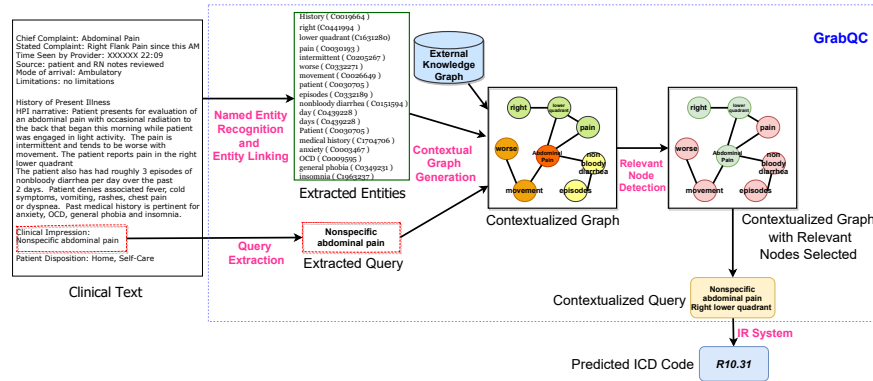 GrabQC
Chief Complaint: Abdominal Pain
Stated Complaint: Right Flank Pain since this AM
Time Seen by Provider: XXXXXX 22:09
Source: patient and RN notes reviewed
Mode of arrival: Ambulatory
Limitations: no limitations
History of Present Illness
HPI narrative: Patient presents for evaluation of
an abdominal pain with occasional radiation to
the back that began this morning while patient
was engaged in light activity. The pain is
intermittent and tends to be worse with
movement. The patient reports pain in the right
lower quadrant
The patient also has had roughly 3 episodes of
nonbloody diarrhea per day over the past
2 days. Patient denies associated fever, cold
symptoms, vomiting, rashes, chest pain
or dyspnea. Past medical history is pertinent for
anxiety, OCD, general phobia and insomnia.
Clinical Impression:
Nonspecific abdominal pain
Patient Disposition: Home, Self-Care
Clinical Text
Named Entity
Recognition
and
Entity Linking
Query
Extraction
History ( C0019664 )
right (C0441994 )
lower quadrant (C1631280)
pain ( C0030193 )
intermittent ( C0205267 )
worse ( C0332271 )
movement ( C0026649 )
patient ( C0030705 )
episodes ( C0332189 )
nonbloody diarrhea ( C0151594 )
day ( C0439228 )
days ( C0439228 )
Patient ( C0030705 )
medical history ( C1704706 )
anxiety ( C0003467 )
OCD ( C0009595 )
general phobia ( C0349231 )
insomnia ( C1963237 )
Extracted Entities
Nonspecific
abdominal pain
Extracted Query
External
Knowledge
Graph
Contextual
Graph
Generation
right
lower
quadrant
pain
worse
Abdominal
Pain
non
bloody
diarrhea
movement
episodes
Contextualized Graph
Relevant
Node
Detection
right
lower
quadrant
pain
worse
Abdominal
Pain
non
bloody
diarrhea
movement
episodes
Contextualized Graph
with Relevant
Nodes Selected
Contextualized Query
Nonspecific
abdominal pain
Right lower quadrant
IR System
Predicted ICD Code
R10.31